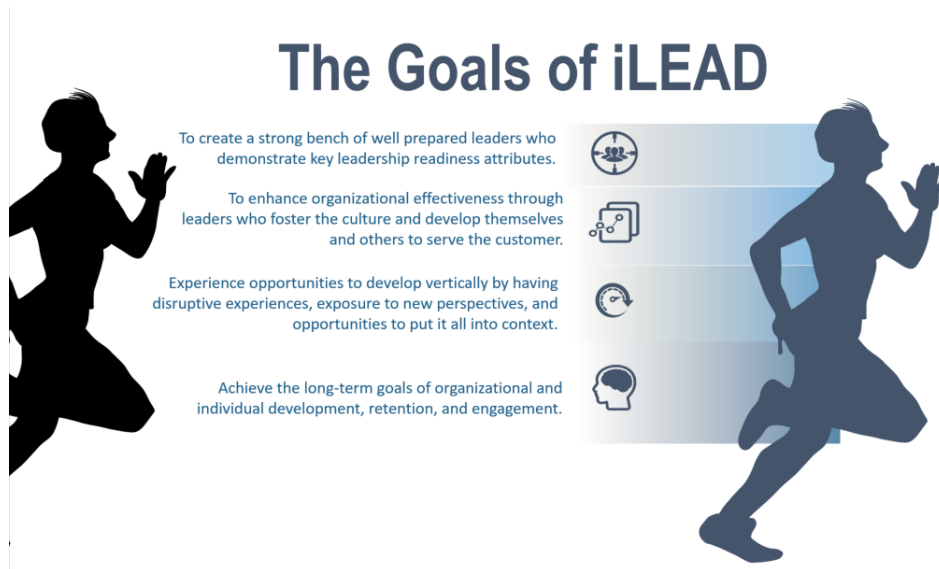 The Goals of iLEAD
To create a strong bench of well prepared leaders who
demonstrate key leadership readiness attributes.
To enhance organizational effectiveness through
leaders who foster the culture and develop themselves
and others to serve the customer.
Experience opportunities to develop vertically by having
disruptive experiences, exposure to new perspectives, and
opportunities to put it all into context.
Achieve the long-term goals of organizational and
individual development, retention, and engagement.